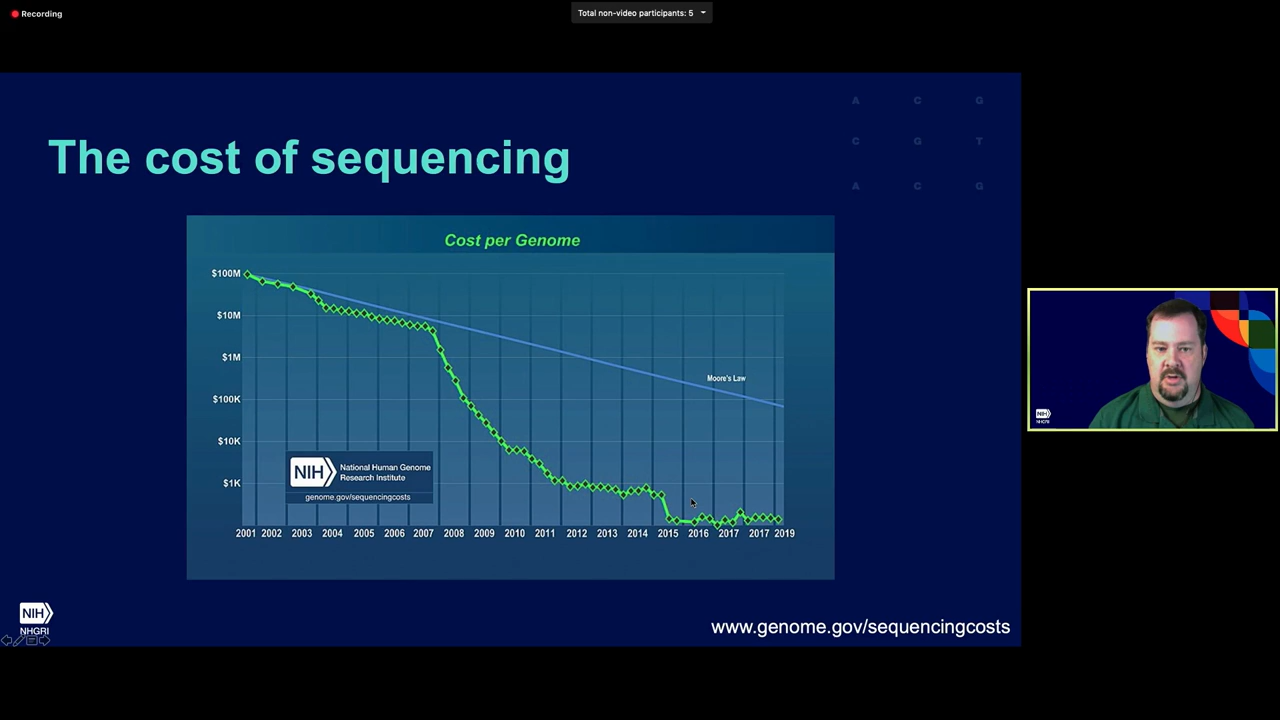 Recording
Total non-video participants: 5
A C G
C G T
A C G
The cost of sequencing
Cost per Genome
$100M
$10M
$1M
$100K
$10K
$1K
Moore's Law
NIH
National Human Genome
Research Institute
genome.gov/sequencingcosts
2001 2002 2003 2004 2005 2006 2007 2008 2009 2010 2011 2012 2013 2014 2015 2016 2017 2017 2019
NIH
NHGRI
www.genome.gov/sequencingcosts
NIH
NHGRI